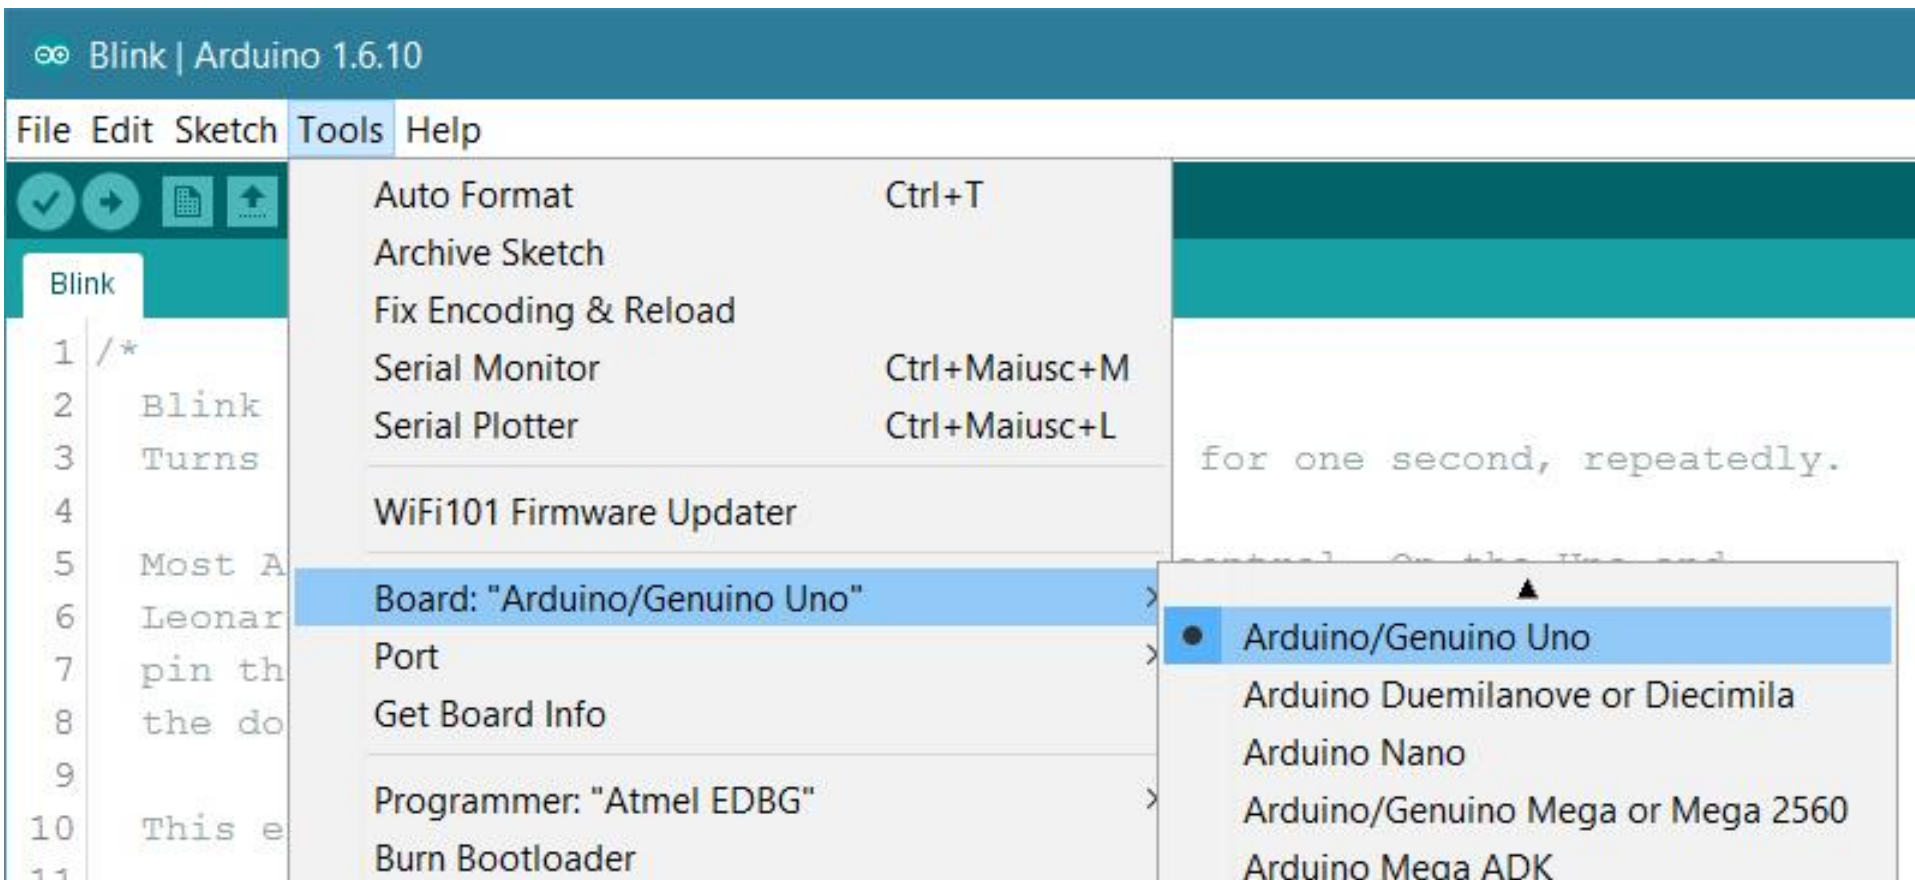 Blink | Arduino 1.6.10
File Edit Sketch Tools Help
Auto Format Ctrl+T
Archive Sketch
Fix Encoding & Reload
Serial Monitor Ctrl+Maiusc+M
Serial Plotter Ctrl+Maiusc+L
WiFi101 Firmware Updater
Board: "Arduino/Genuino Uno"
Port
Get Board Info
Programmer: "Atmel EDBG"
Burn Bootloader
Arduino/Genuino Uno
Arduino Duemilanove or Diecimila
Arduino Nano
Arduino/Genuino Mega or Mega 2560
Arduino Mega ADK
Blink
1 /*
2 Blink
3 Turns for one second, repeatedly.
4
5 Most A
6 Leonar
7 pin th
8 the do
9
10 This e
11